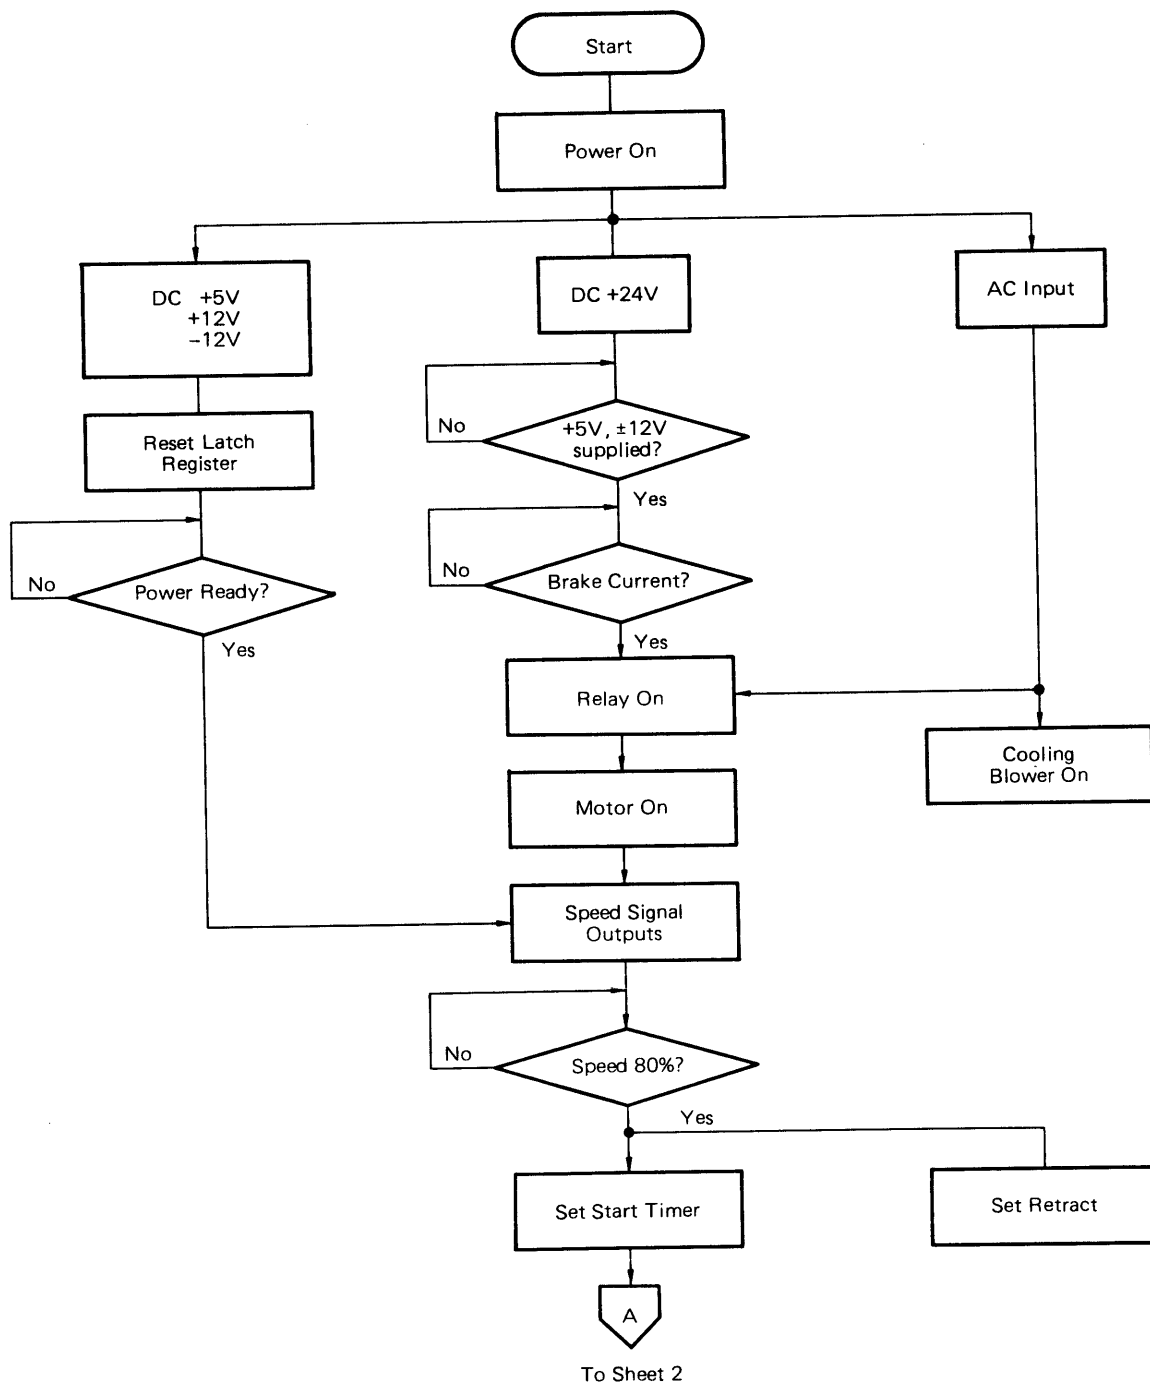 Start
Power On
DC +5V
+12V
−12V
DC +24V
AC Input
Reset Latch
Register
No
+5V, ±12V
supplied?
Yes
No
Power Ready?
Yes
No
Brake Current?
Yes
Relay On
Cooling
Blower On
Motor On
Speed Signal
Outputs
No
Speed 80%?
Yes
Set Start Timer
Set Retract
A
To Sheet 2